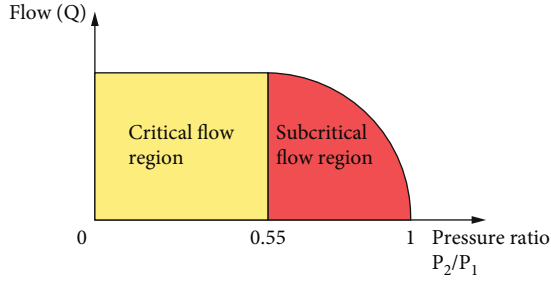 Flow (Q)
Critical flow
region
Subcritical
flow region
0
0.55
1
Pressure ratio
P₂/P₁